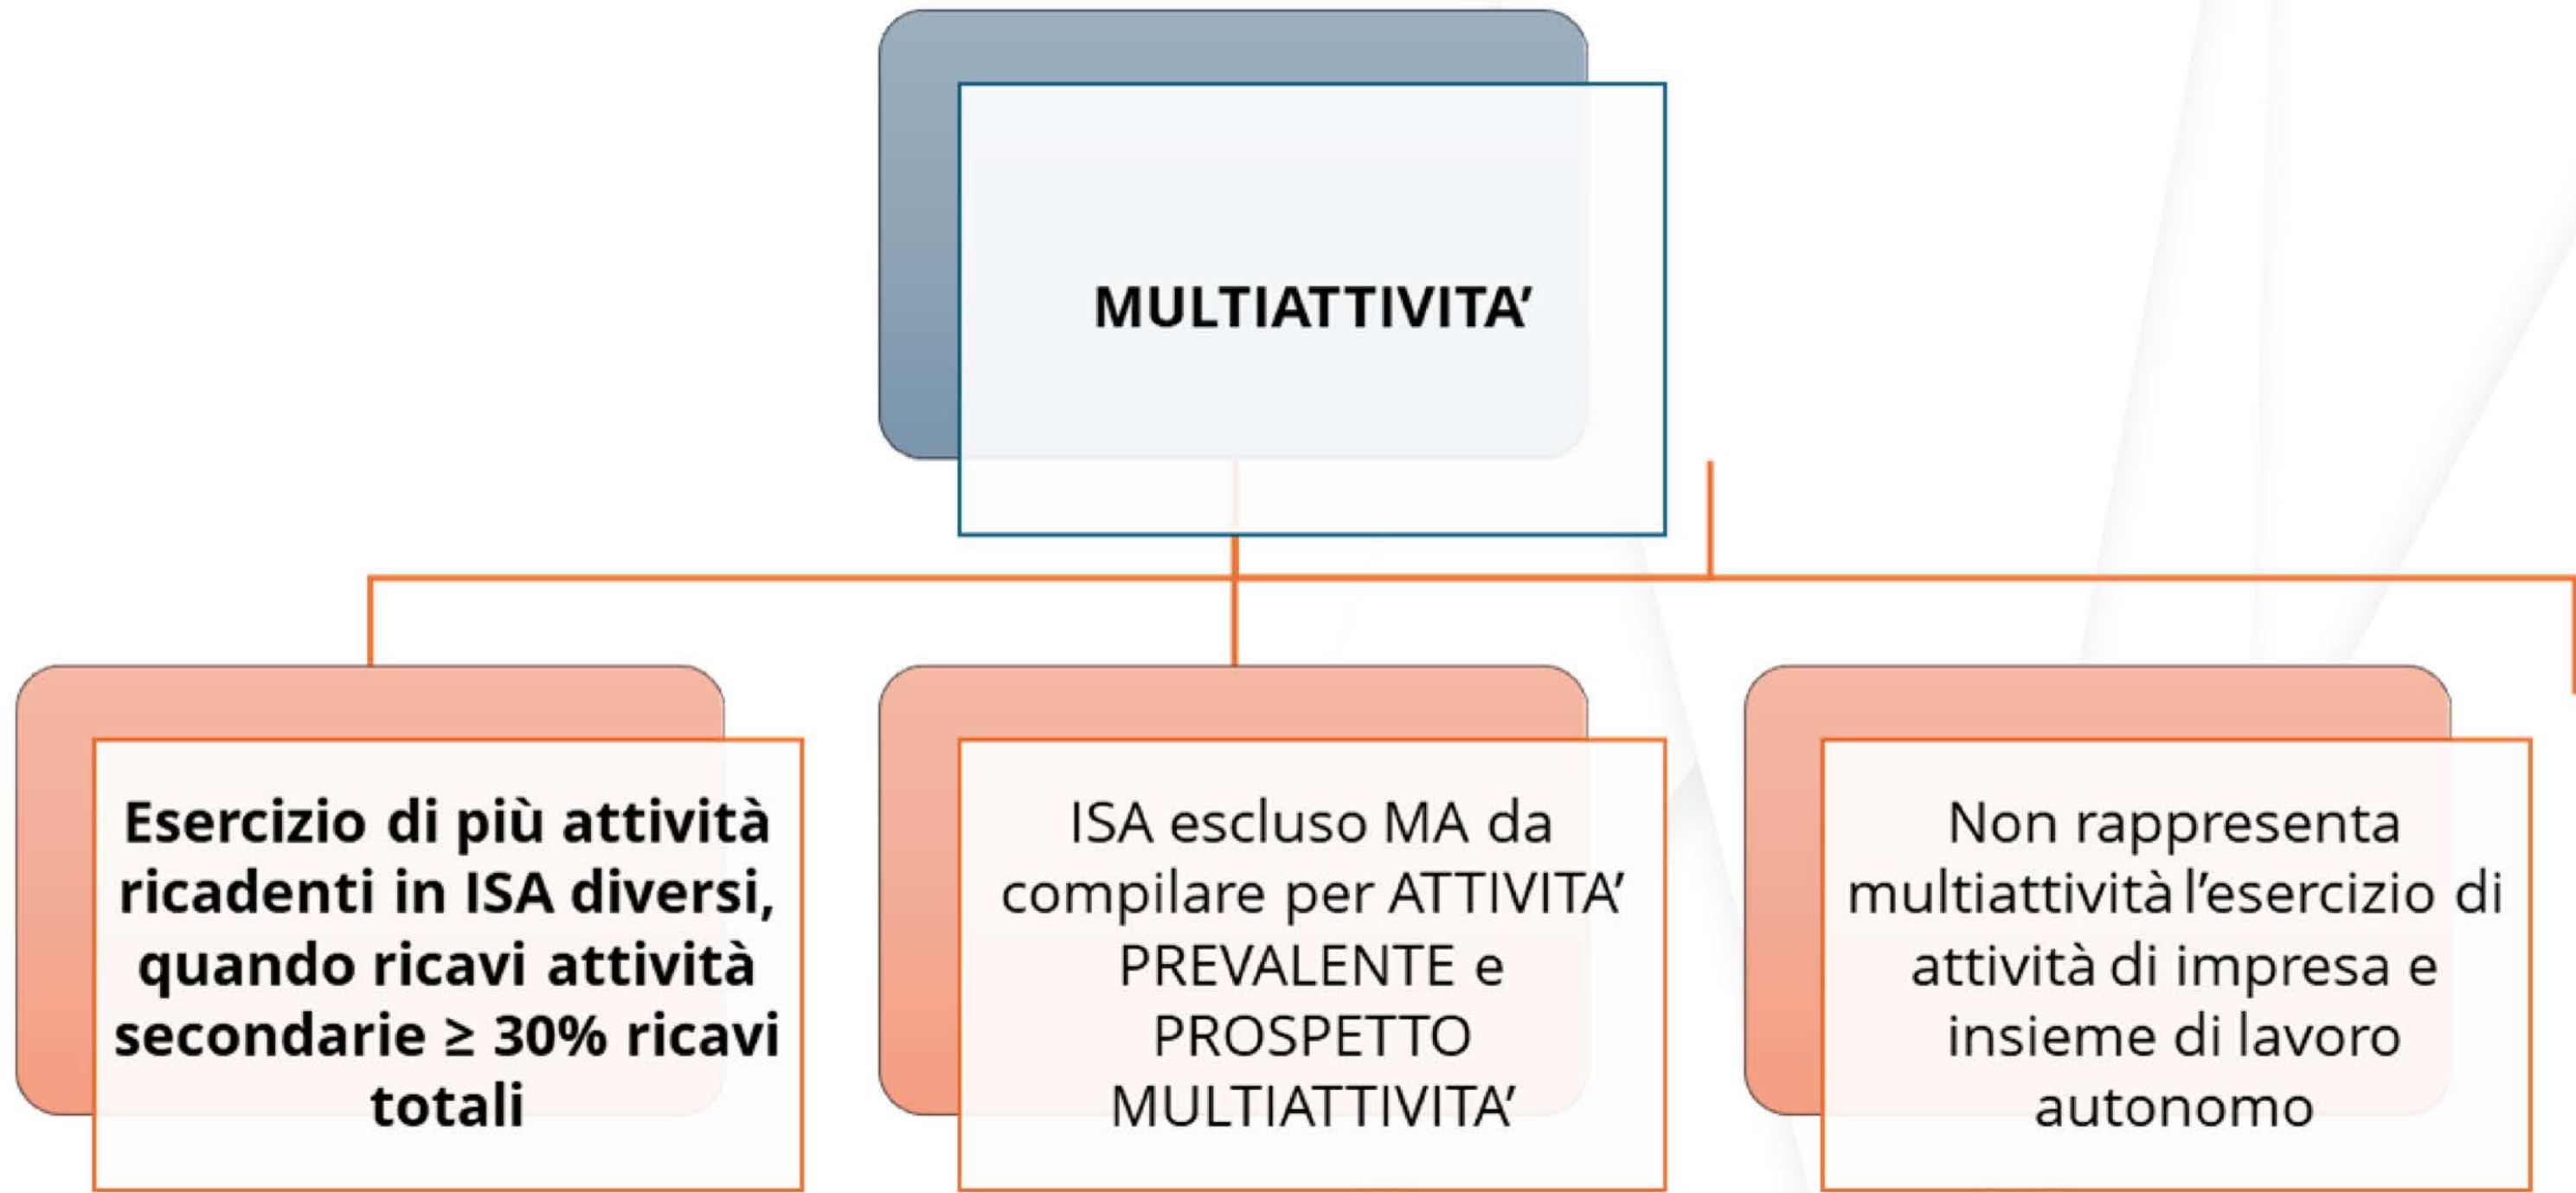 MULTIATTIVITA’
Esercizio di più attività
ricadenti in ISA diversi,
quando ricavi attività
secondarie ≥ 30% ricavi
totali
ISA escluso MA da
compilare per ATTIVITA’
PREVALENTE e
PROSPETTO
MULTIATTIVITA’
Non rappresenta
multiattività l’esercizio di
attività di impresa e
insieme di lavoro
autonomo